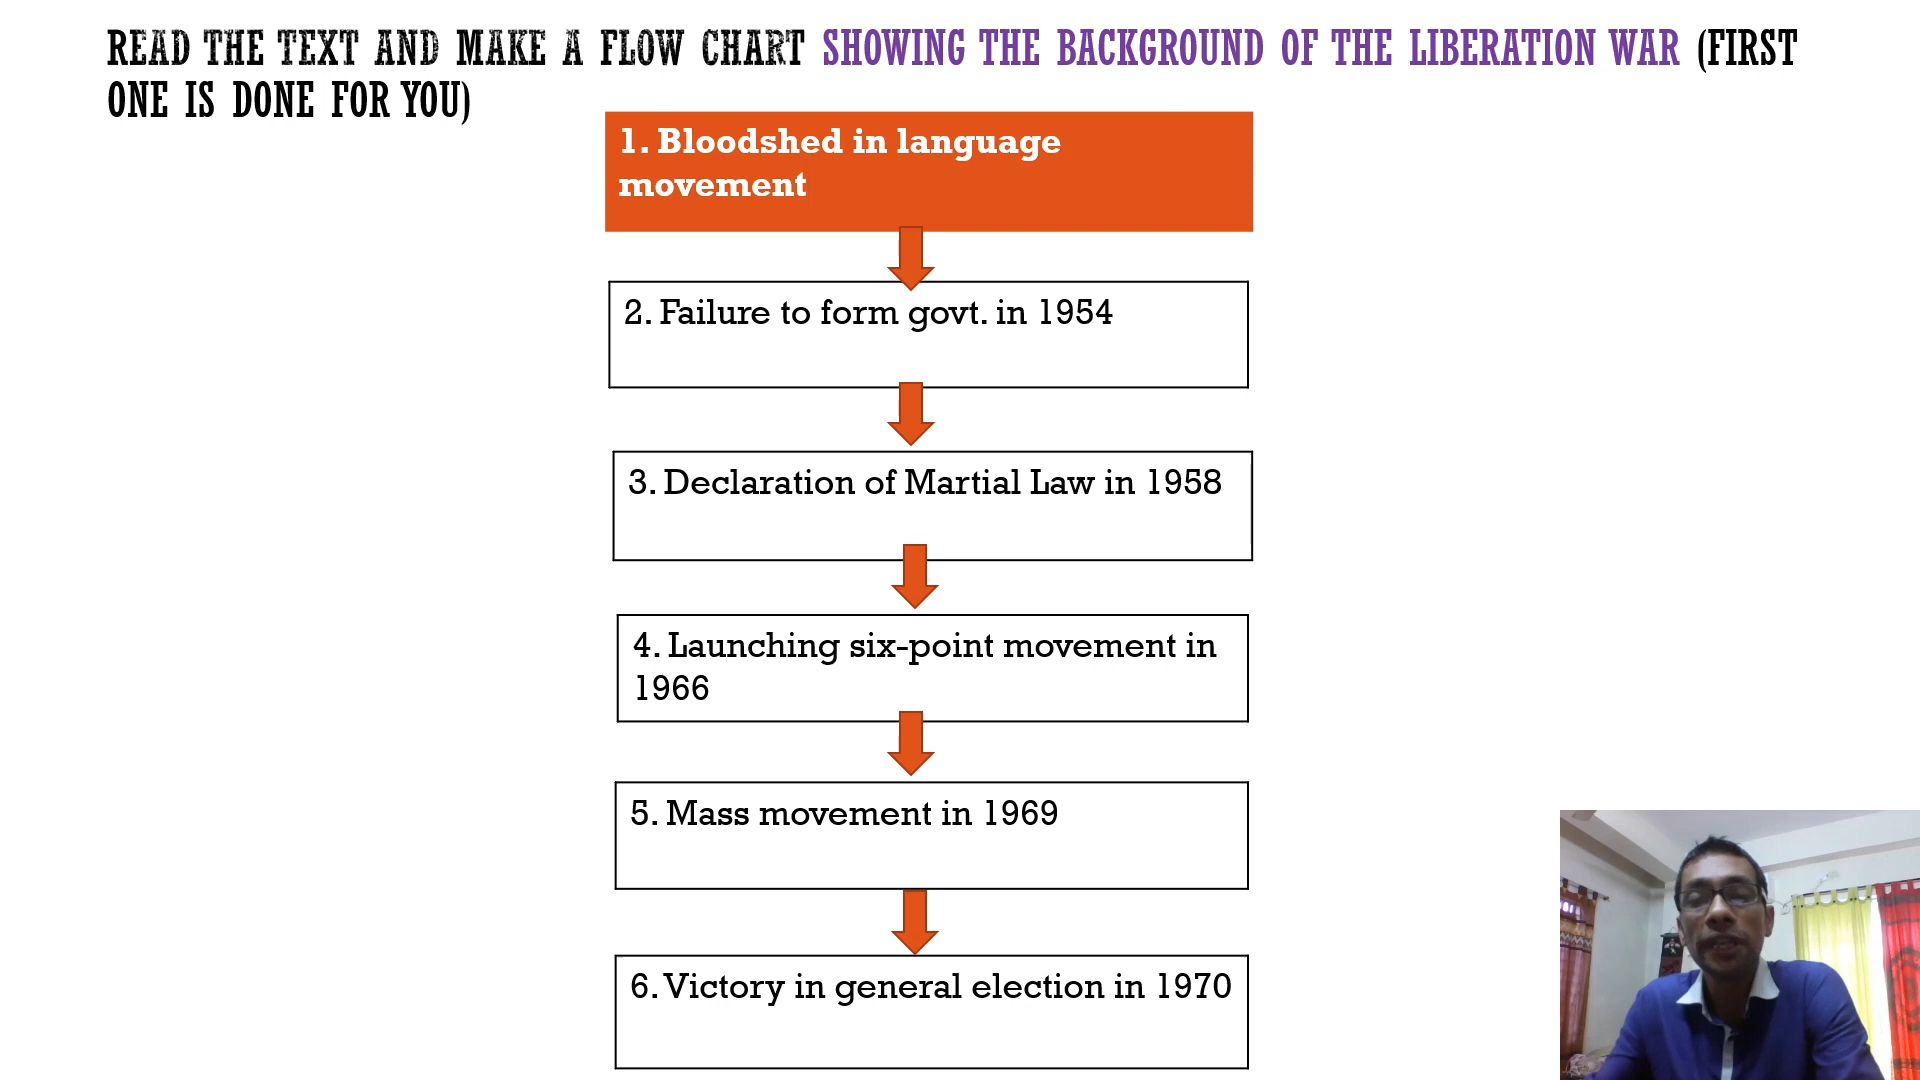 READ THE TEXT AND MAKE A FLOW CHART SHOWING THE BACKGROUND OF THE LIBERATION WAR (FIRST
ONE IS DONE FOR YOU)
1. Bloodshed in language
movement
2. Failure to form govt. in 1954
3. Declaration of Martial Law in 1958
4. Launching six-point movement in
1966
5. Mass movement in 1969
6. Victory in general election in 1970